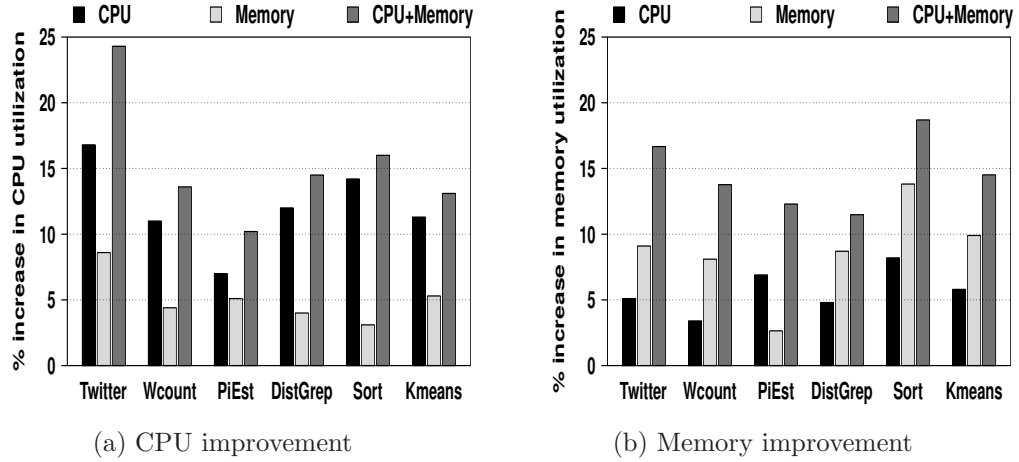 CPU Memory CPU+Memory
% increase in CPU utilization
25
20
15
10
5
0
Twitter Wcount PiEst DistGrep Sort Kmeans
(a) CPU improvement
CPU Memory CPU+Memory
% increase in memory utilization
25
20
15
10
5
0
Twitter Wcount PiEst DistGrep Sort Kmeans
(b) Memory improvement